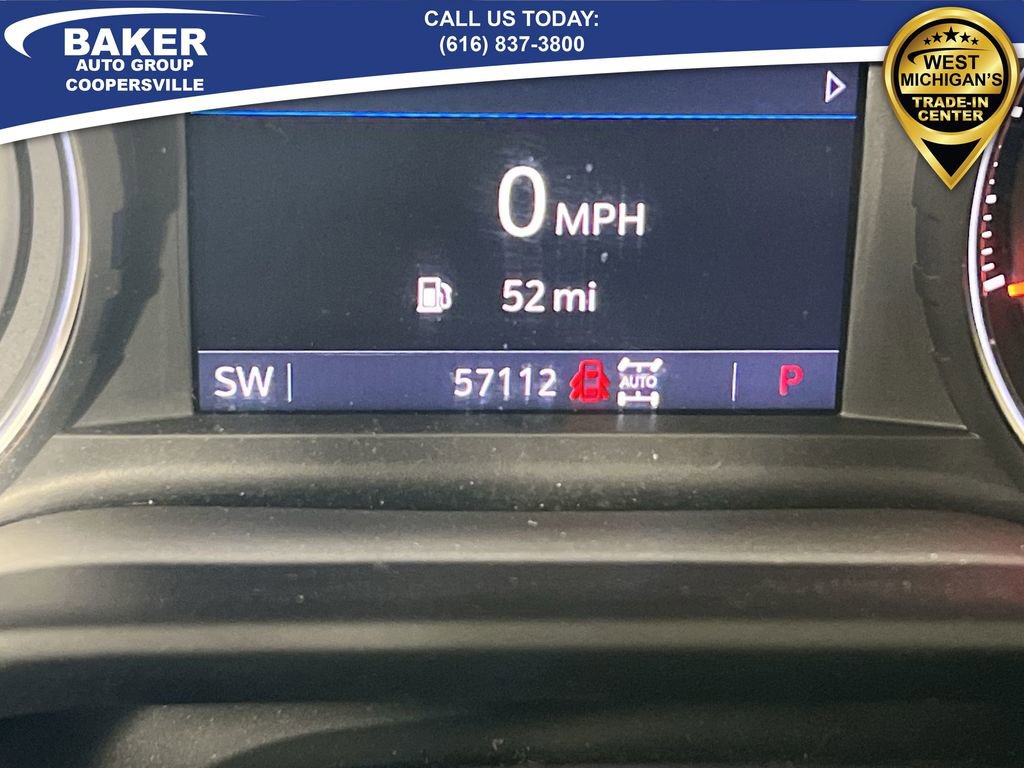 BAKER
AUTO GROUP
COOPERSVILLE
CALL US TODAY:
(616) 837-3800
WEST
MICHIGAN'S
TRADE-IN
CENTER
0 MPH
52 mi
SW
57112
AUTO
P